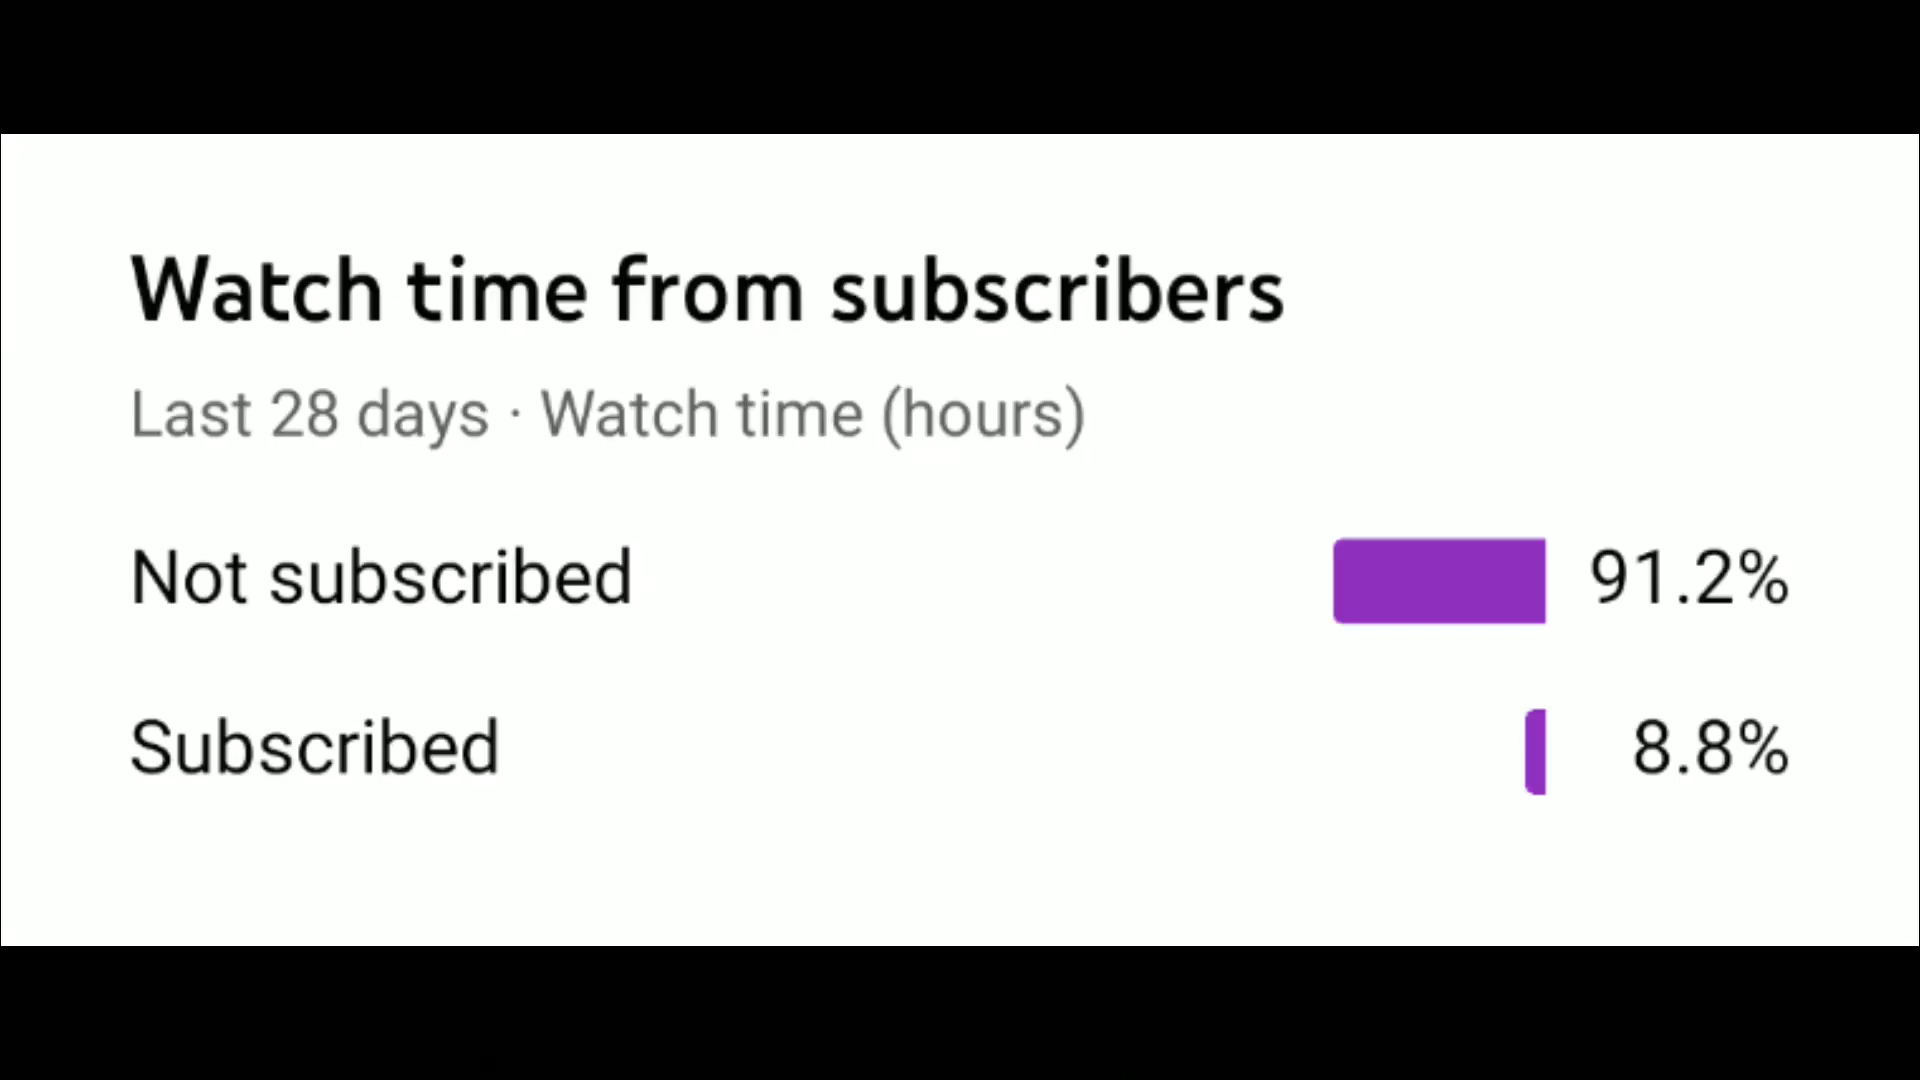 Watch time from subscribers
Last 28 days · Watch time (hours)
Not subscribed 91.2%
Subscribed 8.8%